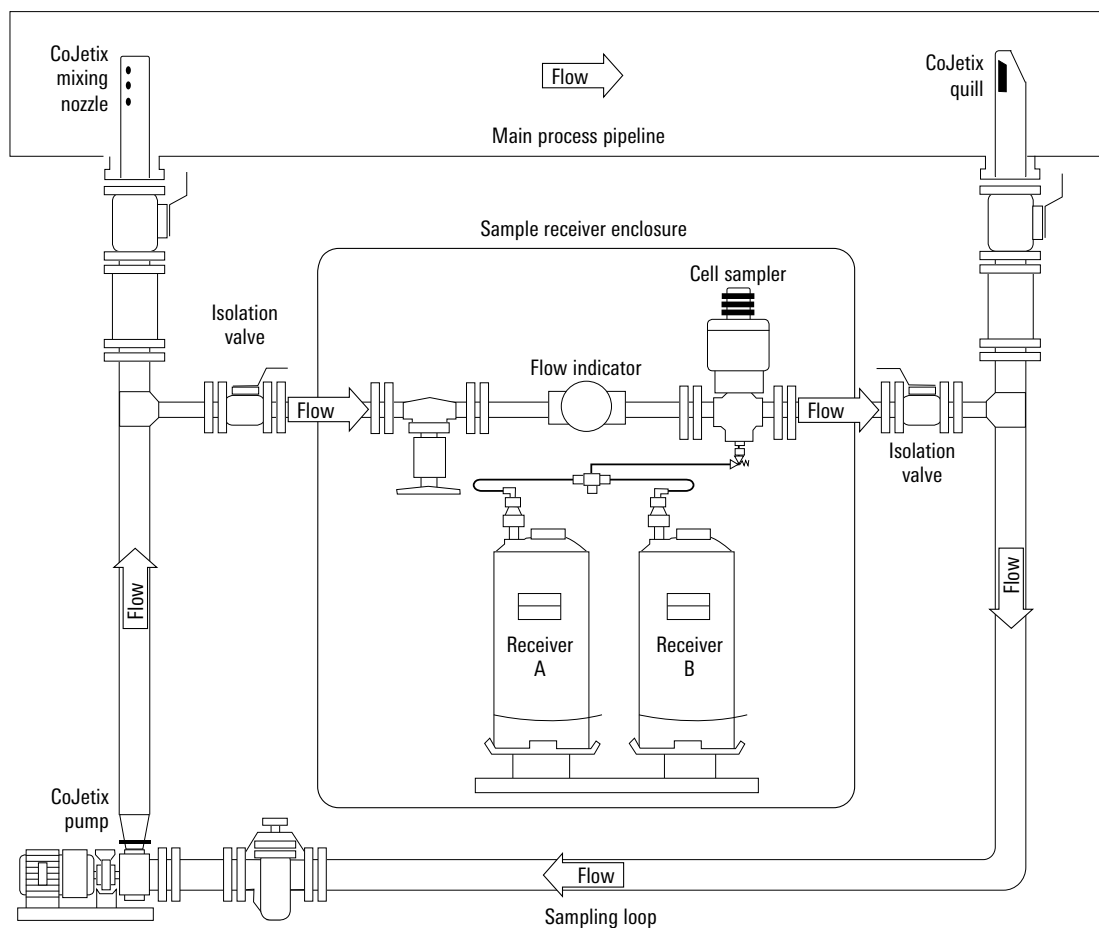 CoJetix
mixing
nozzle
Flow
CoJetix
quill
Main process pipeline
Sample receiver enclosure
Cell sampler
Isolation
valve
Flow indicator
Flow
Flow
Isolation
valve
Flow
Flow
Receiver
A
Receiver
B
CoJetix
pump
Flow
Sampling loop